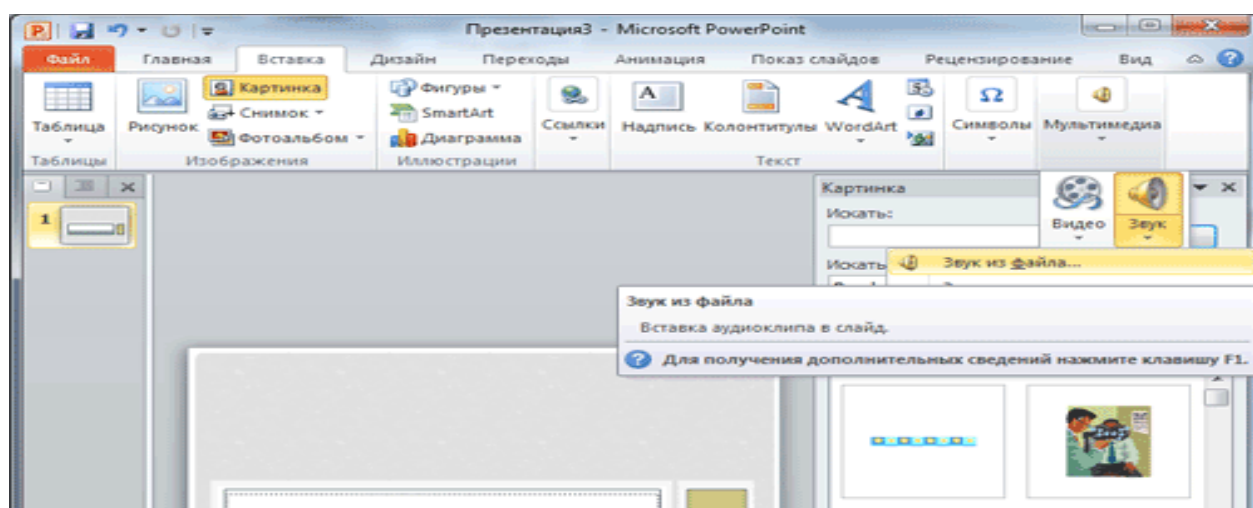 Презентация3 - Microsoft PowerPoint
Файл Главная Вставка Дизайн Переходы Анимация Показ слайдов Рецензирование Вид
Таблица
Рисунок
Картинка
Снимок
Фотоальбом
Фигуры
SmartArt
Диаграмма
Ссылки
Надпись Колонтитулы WordArt
Символы Мультимедиа
Таблицы Изображения Иллюстрации Текст
1
Картинка
Искать:
Видео Звук
Искать
Звук из файла...
Звук из файла
Вставка аудиоклипа в слайд.
Для получения дополнительных сведений нажмите клавишу F1.